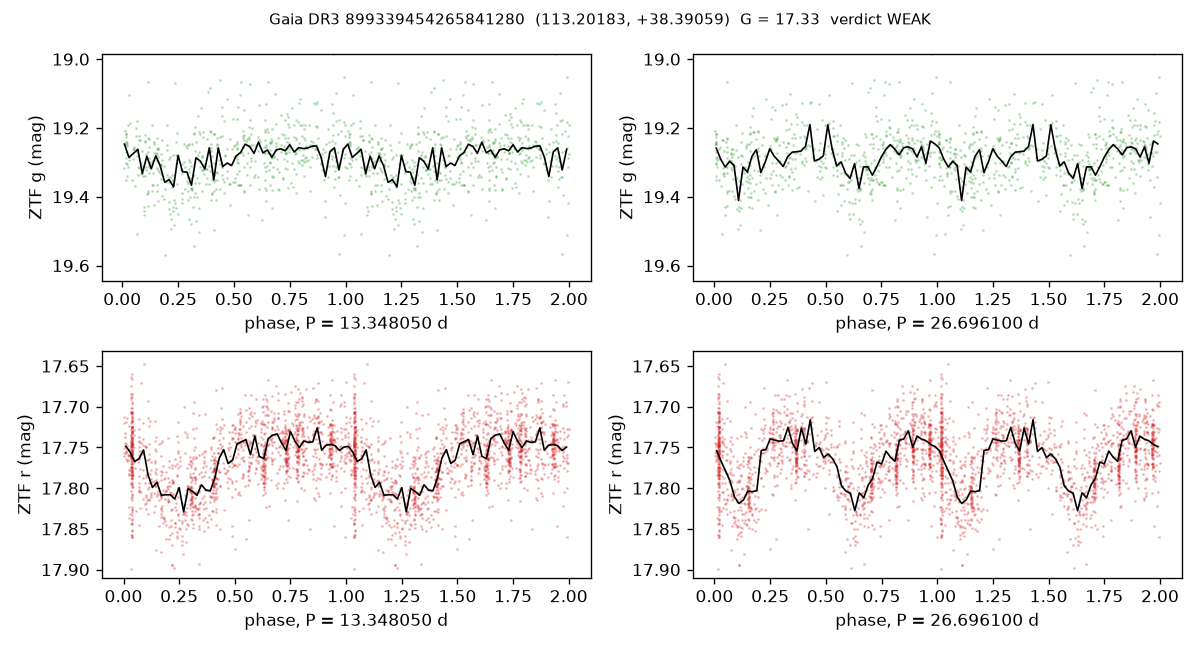 Gaia DR3 899339454265841280 (113.20183, +38.39059) G = 17.33 verdict WEAK
19.0
19.2
19.4
19.6
ZTF g (mag)
0.00 0.25 0.50 0.75 1.00 1.25 1.50 1.75 2.00
phase, P = 13.348050 d
19.0
19.2
19.4
19.6
ZTF g (mag)
0.00 0.25 0.50 0.75 1.00 1.25 1.50 1.75 2.00
phase, P = 26.696100 d
17.65
17.70
17.75
17.80
17.85
17.90
ZTF r (mag)
0.00 0.25 0.50 0.75 1.00 1.25 1.50 1.75 2.00
phase, P = 13.348050 d
17.65
17.70
17.75
17.80
17.85
17.90
ZTF r (mag)
0.00 0.25 0.50 0.75 1.00 1.25 1.50 1.75 2.00
phase, P = 26.696100 d